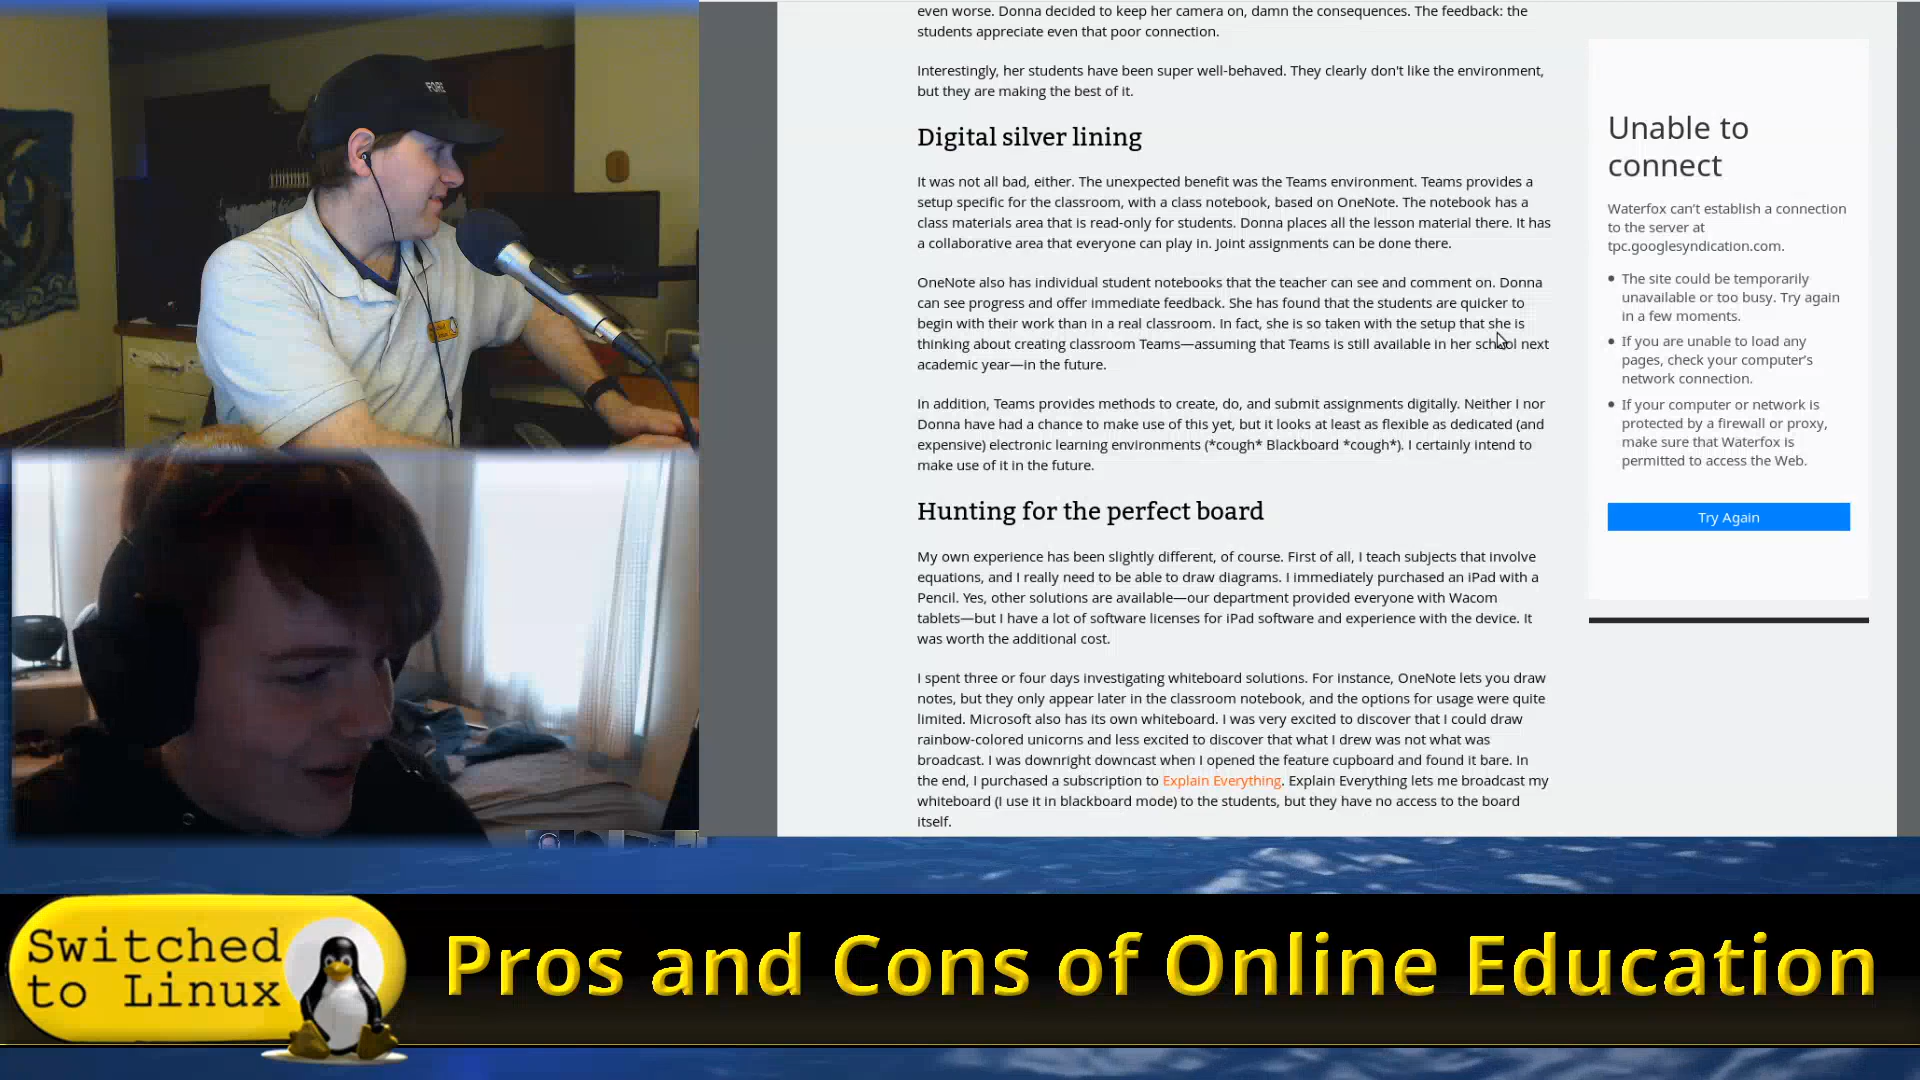 even worse. Donna decided to keep her camera on, damn the consequences. The feedback: the
students appreciate even that poor connection.
Interestingly, her students have been super well-behaved. They clearly don't like the environment,
but they are making the best of it.
Digital silver lining
It was not all bad, either. The unexpected benefit was the Teams environment. Teams provides a
setup specific for the classroom, with a class notebook, based on OneNote. The notebook has a
class materials area that is read-only for students. Donna places all the lesson material there. It has
a collaborative area that everyone can play in. Joint assignments can be done there.
OneNote also has individual student notebooks that the teacher can see and comment on. Donna
can see progress and offer immediate feedback. She has found that the students are quicker to
begin with their work than in a real classroom. In fact, she is so taken with the setup that she is
thinking about creating classroom Teams—assuming that Teams is still available in her school next
academic year—in the future.
In addition, Teams provides methods to create, do, and submit assignments digitally. Neither I nor
Donna have had a chance to make use of this yet, but it looks at least as flexible as dedicated (and
expensive) electronic learning environments (*cough* Blackboard *cough*). I certainly intend to
make use of it in the future.
Hunting for the perfect board
My own experience has been slightly different, of course. First of all, I teach subjects that involve
equations, and I really need to be able to draw diagrams. I immediately purchased an iPad with a
Pencil. Yes, other solutions are available—our department provided everyone with Wacom
tablets—but I have a lot of software licenses for iPad software and experience with the device. It
was worth the additional cost.
I spent three or four days investigating whiteboard solutions. For instance, OneNote lets you draw
notes, but they only appear later in the classroom notebook, and the options for usage were quite
limited. Microsoft also has its own whiteboard. I was very excited to discover that I could draw
rainbow-colored unicorns and less excited to discover that what I drew was not what was
broadcast. I was downright downcast when I opened the feature cupboard and found it bare. In
the end, I purchased a subscription to Explain Everything. Explain Everything lets me broadcast my
whiteboard (I use it in blackboard mode) to the students, but they have no access to the board
itself.
Unable to
connect
Waterfox can't establish a connection
to the server at
tpc.googlesyndication.com.
• The site could be temporarily
unavailable or too busy. Try again
in a few moments.
• If you are unable to load any
pages, check your computer's
network connection.
• If your computer or network is
protected by a firewall or proxy,
make sure that Waterfox is
permitted to access the Web.
Try Again
Switched
to Linux
Pros and Cons of Online Education